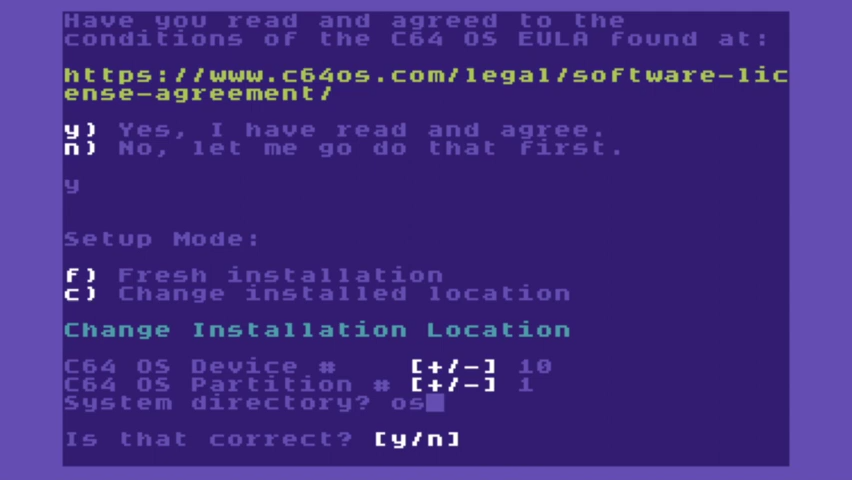 Have you read and agreed to the
conditions of the C64 OS EULA found at:
https://www.c64os.com/legal/software-lic
ense-agreement/
y) Yes, I have read and agree.
n) No, let me go do that first.
y
Setup Mode:
f) Fresh installation
c) Change installed location
Change Installation Location
C64 OS Device # [+/-] 10
C64 OS Partition # [+/-] 1
System directory? os
Is that correct? [y/n]